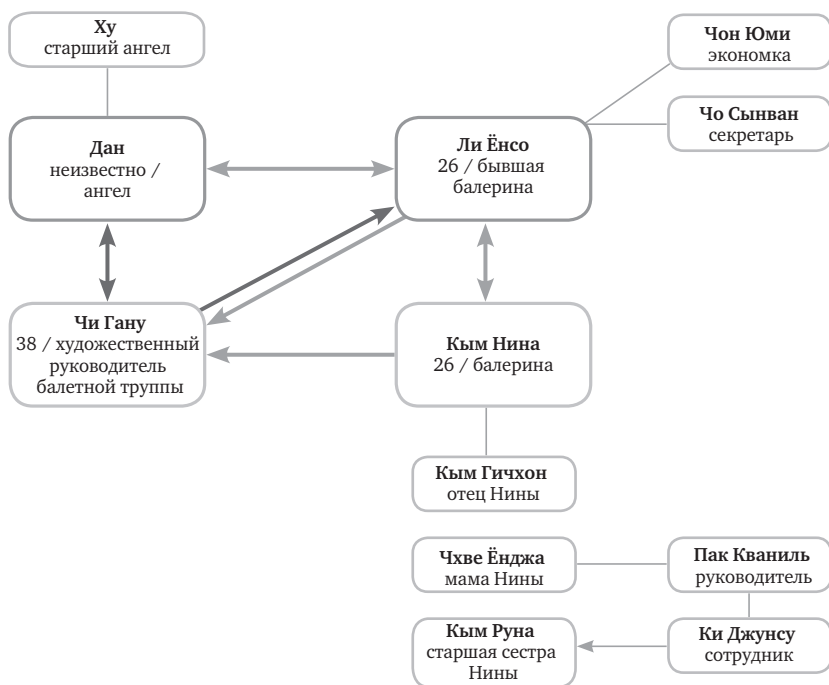 Ху
старший ангел
Чон Юми
экономка
Чо Сынван
секретарь
Дан
неизвестно /
ангел
Ли Ёнсо
26 / бывшая
балерина
Чи Гану
38 / художественный
руководитель
балетной труппы
Кым Нина
26 / балерина
Кым Гичхон
отец Нины
Чхве Ёнджа
мама Нины
Пак Кваниль
руководитель
Кым Руна
старшая сестра
Нины
Ки Джунсу
сотрудник